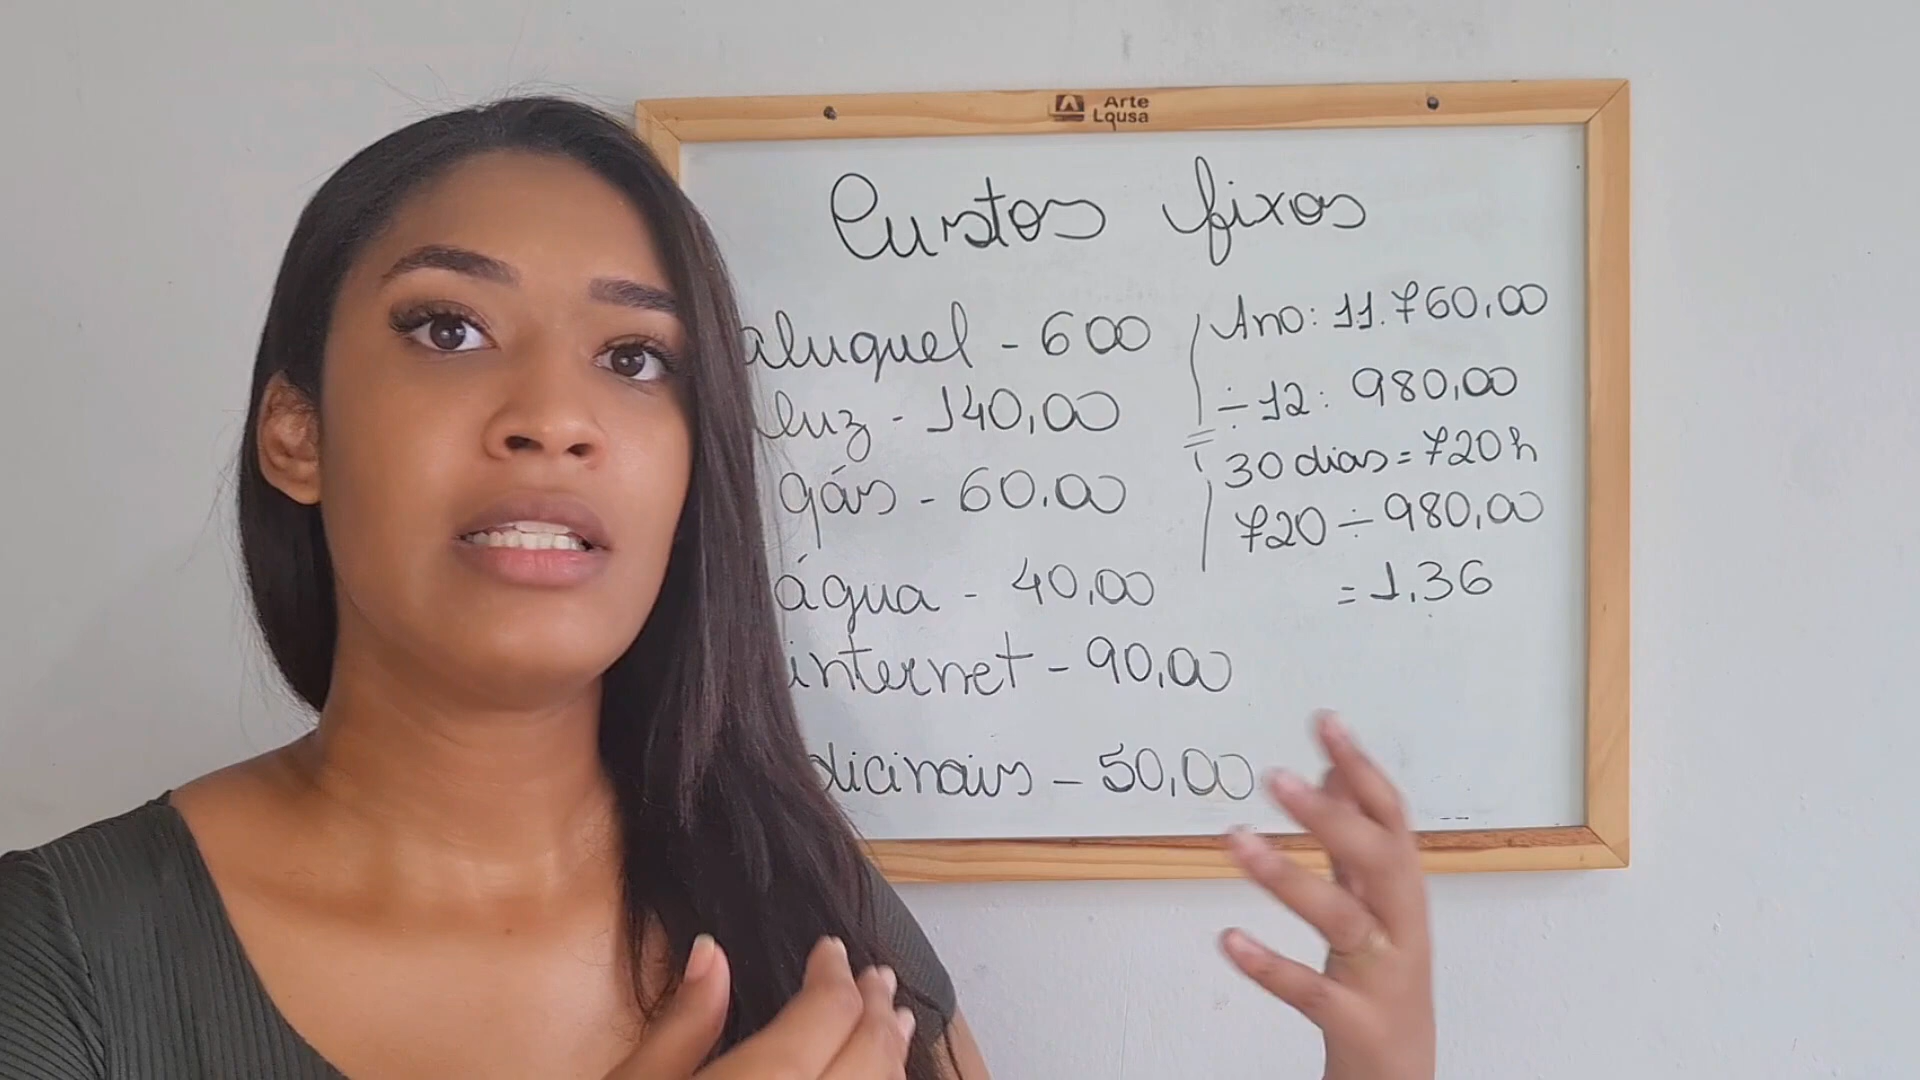 Arte
Lousa
Custos fixos
aluguel - 600
luz - 140,00
gás - 60,00
água - 40,00
internet - 90,00
dicinais - 50,00
Ano: 11.760,00
÷ 12: 980,00
30 dias = 720h
720 ÷ 980,00
= 1,36